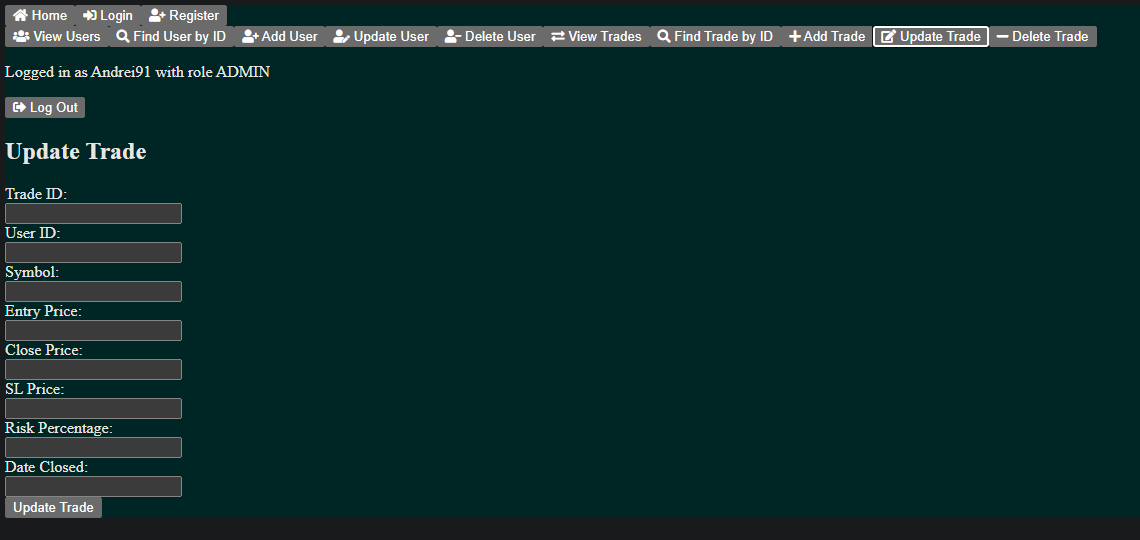 Home Login Register
View Users Find User by ID Add User Update User Delete User View Trades Find Trade by ID Add Trade Update Trade Delete Trade
Logged in as Andrei91 with role ADMIN
Log Out
Update Trade
Trade ID:
User ID:
Symbol:
Entry Price:
Close Price:
SL Price:
Risk Percentage:
Date Closed:
Update Trade